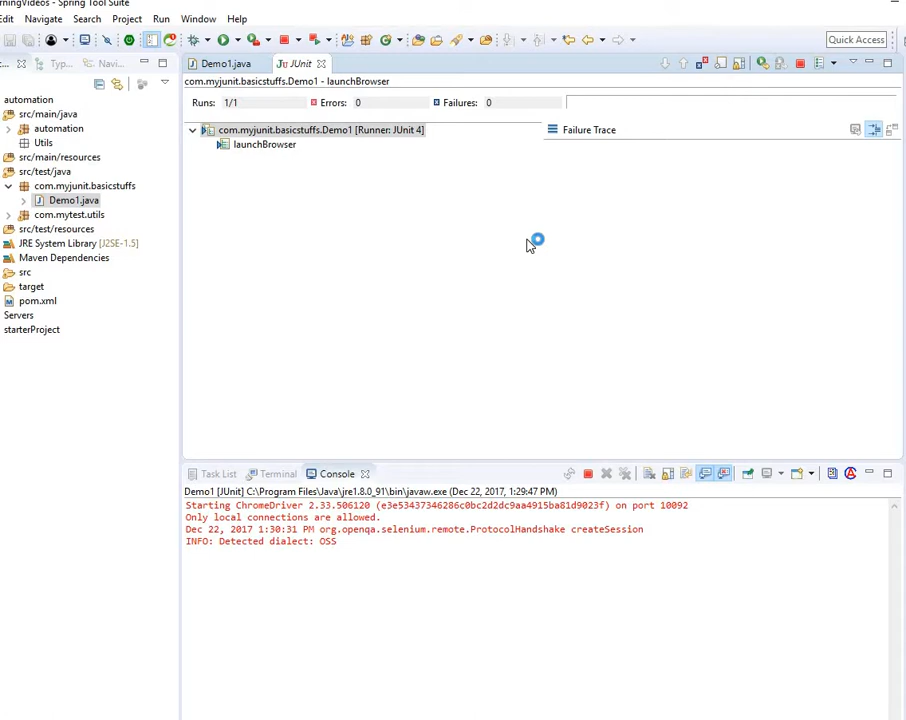 rningVideos - Spring Tool Suite
Edit Navigate Search Project Run Window Help
Quick Access
Typ... Navi...
Demo1.java JUnit
com.myjunit.basicstuffs.Demo1 - launchBrowser
Runs: 1/1 Errors: 0 Failures: 0
com.myjunit.basicstuffs.Demo1 [Runner: JUnit 4]
launchBrowser
Failure Trace
automation
src/main/java
automation
Utils
src/main/resources
src/test/java
com.myjunit.basicstuffs
Demo1.java
com.mytest.utils
src/test/resources
JRE System Library [J2SE-1.5]
Maven Dependencies
src
target
pom.xml
Servers
starterProject
Task List Terminal Console
Demo1 [JUnit] C:\Program Files\Java\jre1.8.0_91\bin\javaw.exe (Dec 22, 2017, 1:29:47 PM)
Starting ChromeDriver 2.33.506120 (e3e53437346286c0bc2d2dc9aa4915ba81d9023f) on port 10092
Only local connections are allowed.
Dec 22, 2017 1:30:31 PM org.openqa.selenium.remote.ProtocolHandshake createSession
INFO: Detected dialect: OSS